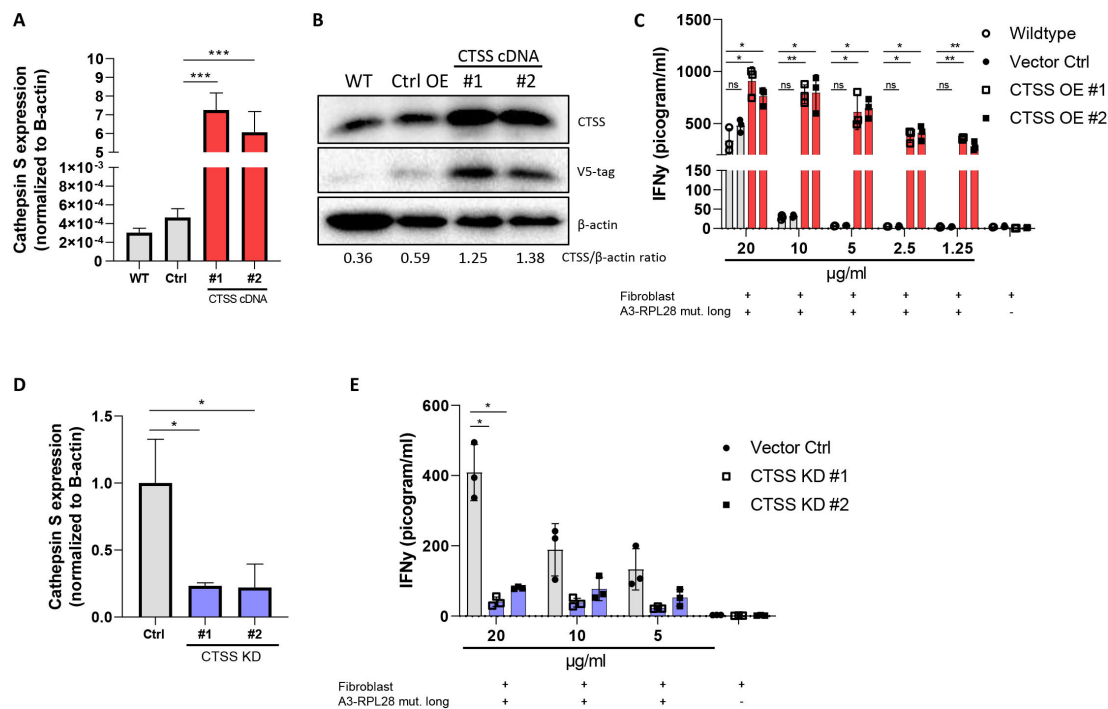 A
Cathepsin S expression
(normalized to B-actin)
10
9
8
7
6
5
1×10⁻³
8×10⁻⁴
6×10⁻⁴
4×10⁻⁴
2×10⁻⁴
0
***
***
WT
Ctrl
#1
#2
CTSS cDNA
B
CTSS cDNA
WT
Ctrl OE
#1
#2
CTSS
V5-tag
β-actin
0.36
0.59
1.25
1.38
CTSS/β-actin ratio
C
IFNy (picogram/ml)
1500
1000
500
150
100
50
0
* * * * **
* ** * * **
ns ns ns ns ns
20 10 5 2.5 1.25
µg/ml
Fibroblast + + + + + +
A3-RPL28 mut. long + + + + + -
Wildtype
Vector Ctrl
CTSS OE #1
CTSS OE #2
D
Cathepsin S expression
(normalized to B-actin)
1.5
1.0
0.5
0.0
*
*
Ctrl
#1
#2
CTSS KD
E
IFNy (picogram/ml)
600
400
200
0
*
*
20 10 5
µg/ml
Fibroblast + + + +
A3-RPL28 mut. long + + + -
Vector Ctrl
CTSS KD #1
CTSS KD #2